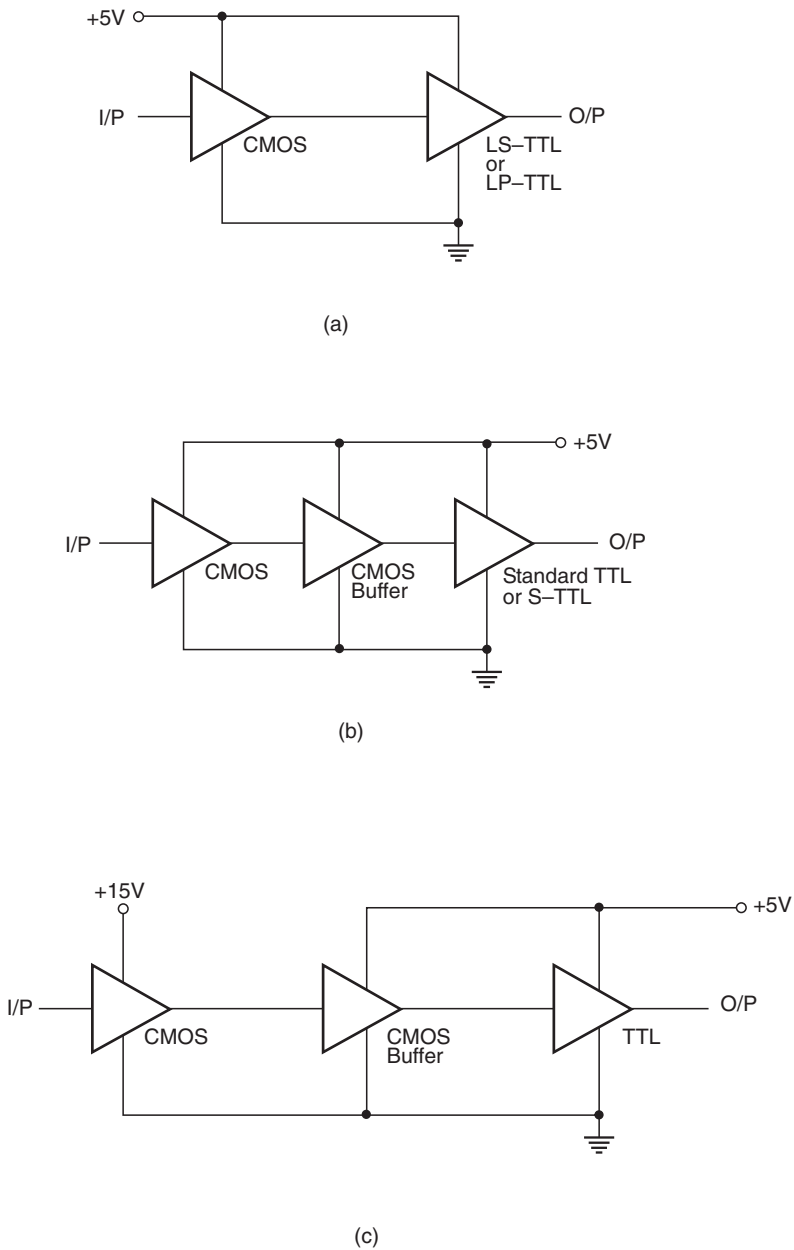 +5V
I/P
O/P
CMOS
LS–TTL
or
LP–TTL
(a)
+5V
I/P
O/P
CMOS
CMOS
Buffer
Standard TTL
or S–TTL
(b)
+15V
+5V
I/P
O/P
CMOS
CMOS
Buffer
TTL
(c)